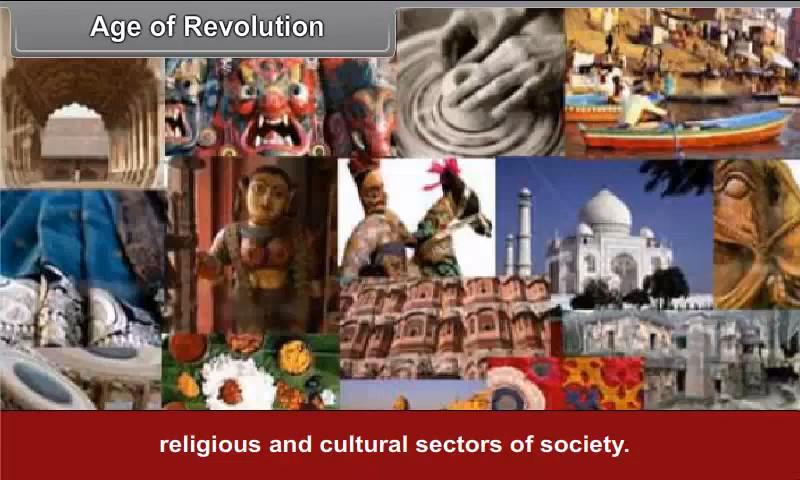 Age of Revolution
religious and cultural sectors of society.